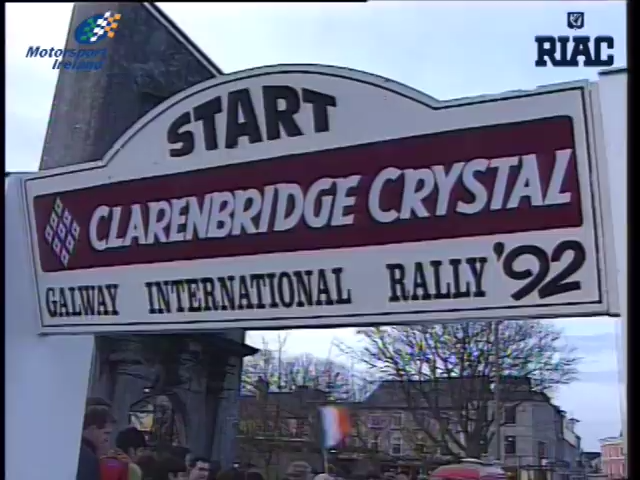 Motorsport
Ireland
RIAC
START
CLARENBRIDGE CRYSTAL
GALWAY INTERNATIONAL RALLY '92